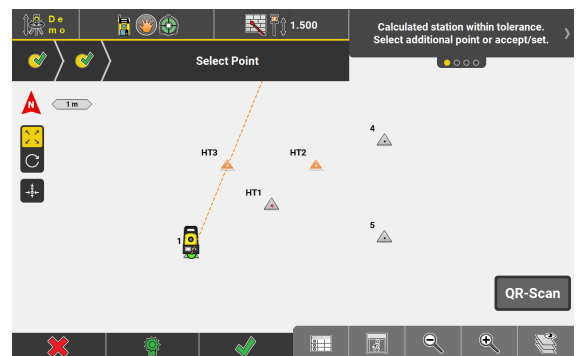 De
mo
1.500
Calculated station within tolerance.
Select additional point or accept/set.
Select Point
N
1 m
4
HT3
HT2
HT1
1
5
QR-Scan